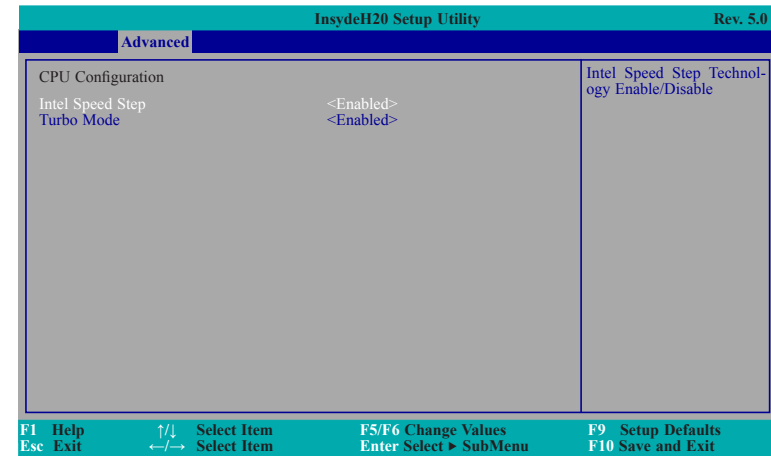 InsydeH20 Setup Utility Rev. 5.0
Advanced
CPU Configuration
Intel Speed Step <Enabled>
Turbo Mode <Enabled>
Intel Speed Step Technol-
ogy Enable/Disable
F1 Help ↑/↓ Select Item F5/F6 Change Values F9 Setup Defaults
Esc Exit ←/→ Select Item Enter Select ▶ SubMenu F10 Save and Exit